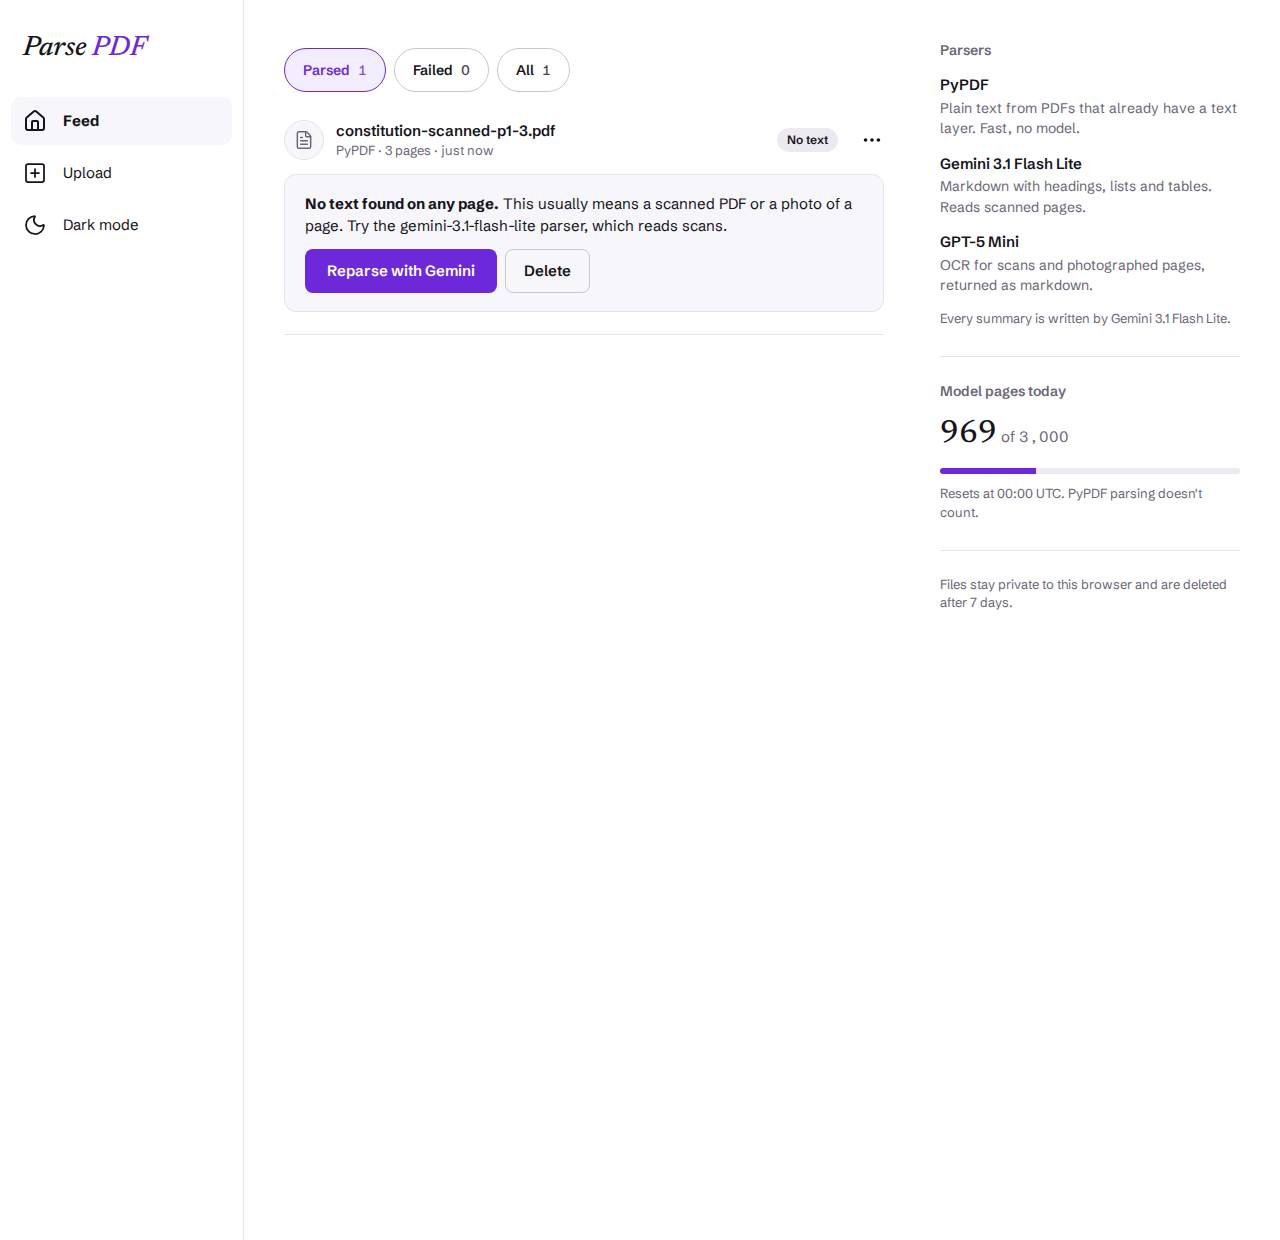 Parse PDF
Feed
Upload
Dark mode
Parsed 1
Failed 0
All 1
constitution-scanned-p1-3.pdf
PyPDF · 3 pages · just now
No text
No text found on any page. This usually means a scanned PDF or a photo of a
page. Try the gemini-3.1-flash-lite parser, which reads scans.
Reparse with Gemini
Delete
Parsers
PyPDF
Plain text from PDFs that already have a text
layer. Fast, no model.
Gemini 3.1 Flash Lite
Markdown with headings, lists and tables.
Reads scanned pages.
GPT-5 Mini
OCR for scans and photographed pages,
returned as markdown.
Every summary is written by Gemini 3.1 Flash Lite.
Model pages today
969 of 3,000
Resets at 00:00 UTC. PyPDF parsing doesn't
count.
Files stay private to this browser and are deleted
after 7 days.